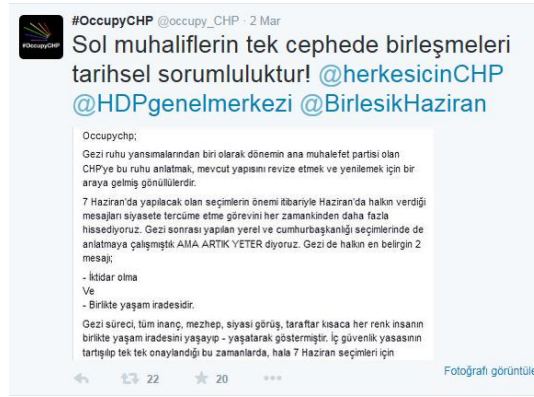 #OccupyCHP @occupy_CHP · 2 Mar
#OccupyCHP
Sol muhaliflerin tek cephede birleşmeleri
tarihsel sorumluluktur! @herkesicinCHP
@HDPgenelmerkezi @BirlesikHaziran
Occupychp;
Gezi ruhu yansımalarından biri olarak dönemin ana muhalefet partisi olan
CHP'ye bu ruhu anlatmak, mevcut yapısını revize etmek ve yenilemek için bir
araya gelmiş gönüllülerdir.
7 Haziran'da yapılacak olan seçimlerin önemi itibariyle Haziran'da halkın verdiği
mesajları siyasete tercüme etme görevini her zamankinden daha fazla
hissediyoruz. Gezi sonrası yapılan yerel ve cumhurbaşkanlığı seçimlerinde de
anlatmaya çalışmıştık AMA ARTIK YETER diyoruz. Gezi de halkın en belirgin 2
mesajı;
- İktidar olma
Ve
- Birlikte yaşam iradesidir.
Gezi süreci, tüm inanç, mezhep, siyasi görüş, taraftar kısaca her renk insanın
birlikte yaşam iradesini yaşayıp - yaşatarak göstermiştir. İç güvenlik yasasının
tartışılıp tek tek onaylandığı bu zamanlarda, hala 7 Haziran seçimleri için
Fotoğrafı görüntüle
22 20